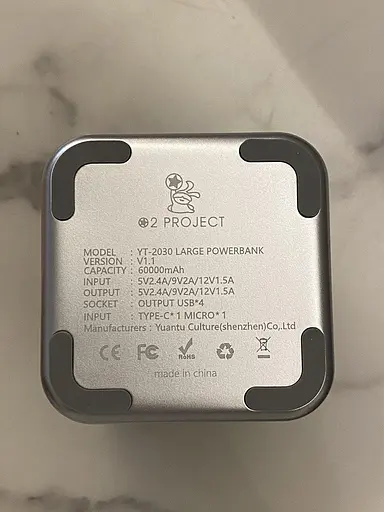 2 PROJECT
MODEL : YT-2030 LARGE POWERBANK
VERSION : V1.1
CAPACITY : 60000mAh
INPUT : 5V2.4A/9V2A/12V1.5A
OUTPUT : 5V2.4A/9V2A/12V1.5A
SOCKET : OUTPUT USB*4
INPUT : TYPE-C*1 MICRO*1
Manufacturers : Yuantu Culture(shenzhen)Co,.Ltd
CE FC RoHS
made in china